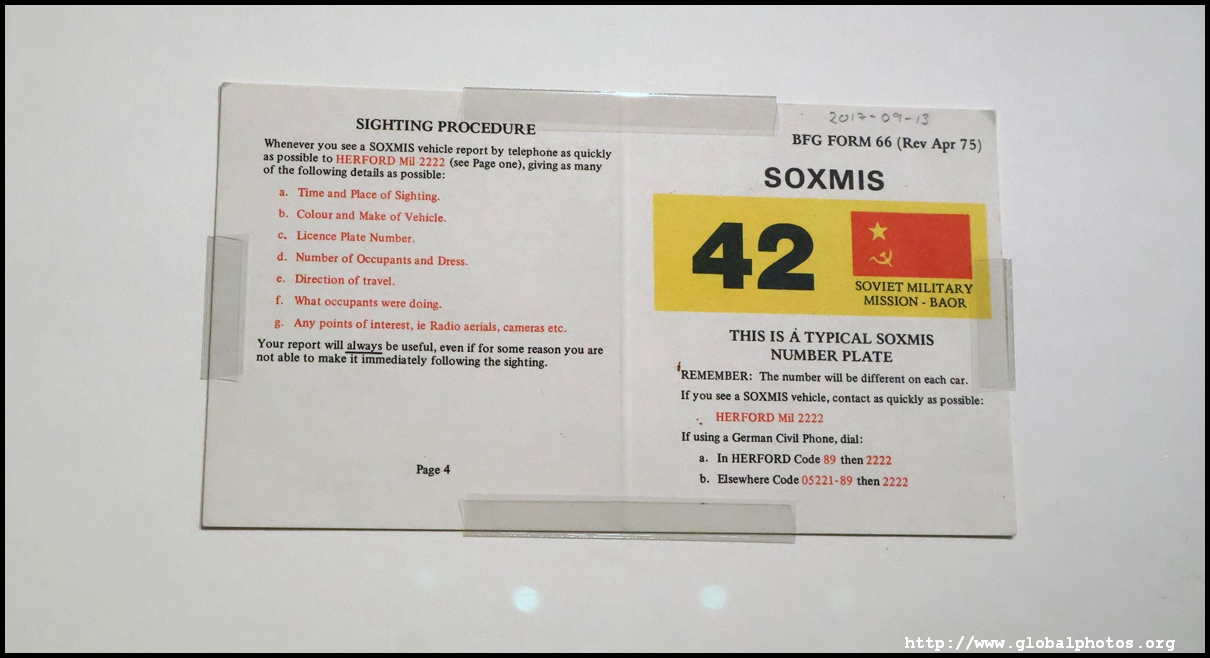 SIGHTING PROCEDURE
Whenever you see a SOXMIS vehicle report by telephone as quickly
as possible to HERFORD Mil 2222 (see Page one), giving as many
of the following details as possible:
a. Time and Place of Sighting.
b. Colour and Make of Vehicle.
c. Licence Plate Number.
d. Number of Occupants and Dress.
e. Direction of travel.
f. What occupants were doing.
g. Any points of interest, ie Radio aerials, cameras etc.
Your report will always be useful, even if for some reason you are
not able to make it immediately following the sighting.
Page 4
2017-09-13
BFG FORM 66 (Rev Apr 75)
SOXMIS
42
SOVIET MILITARY
MISSION - BAOR
THIS IS A TYPICAL SOXMIS
NUMBER PLATE
REMEMBER: The number will be different on each car.
If you see a SOXMIS vehicle, contact as quickly as possible:
HERFORD Mil 2222
If using a German Civil Phone, dial:
a. In HERFORD Code 89 then 2222
b. Elsewhere Code 05221-89 then 2222
http://www.globalphotos.org